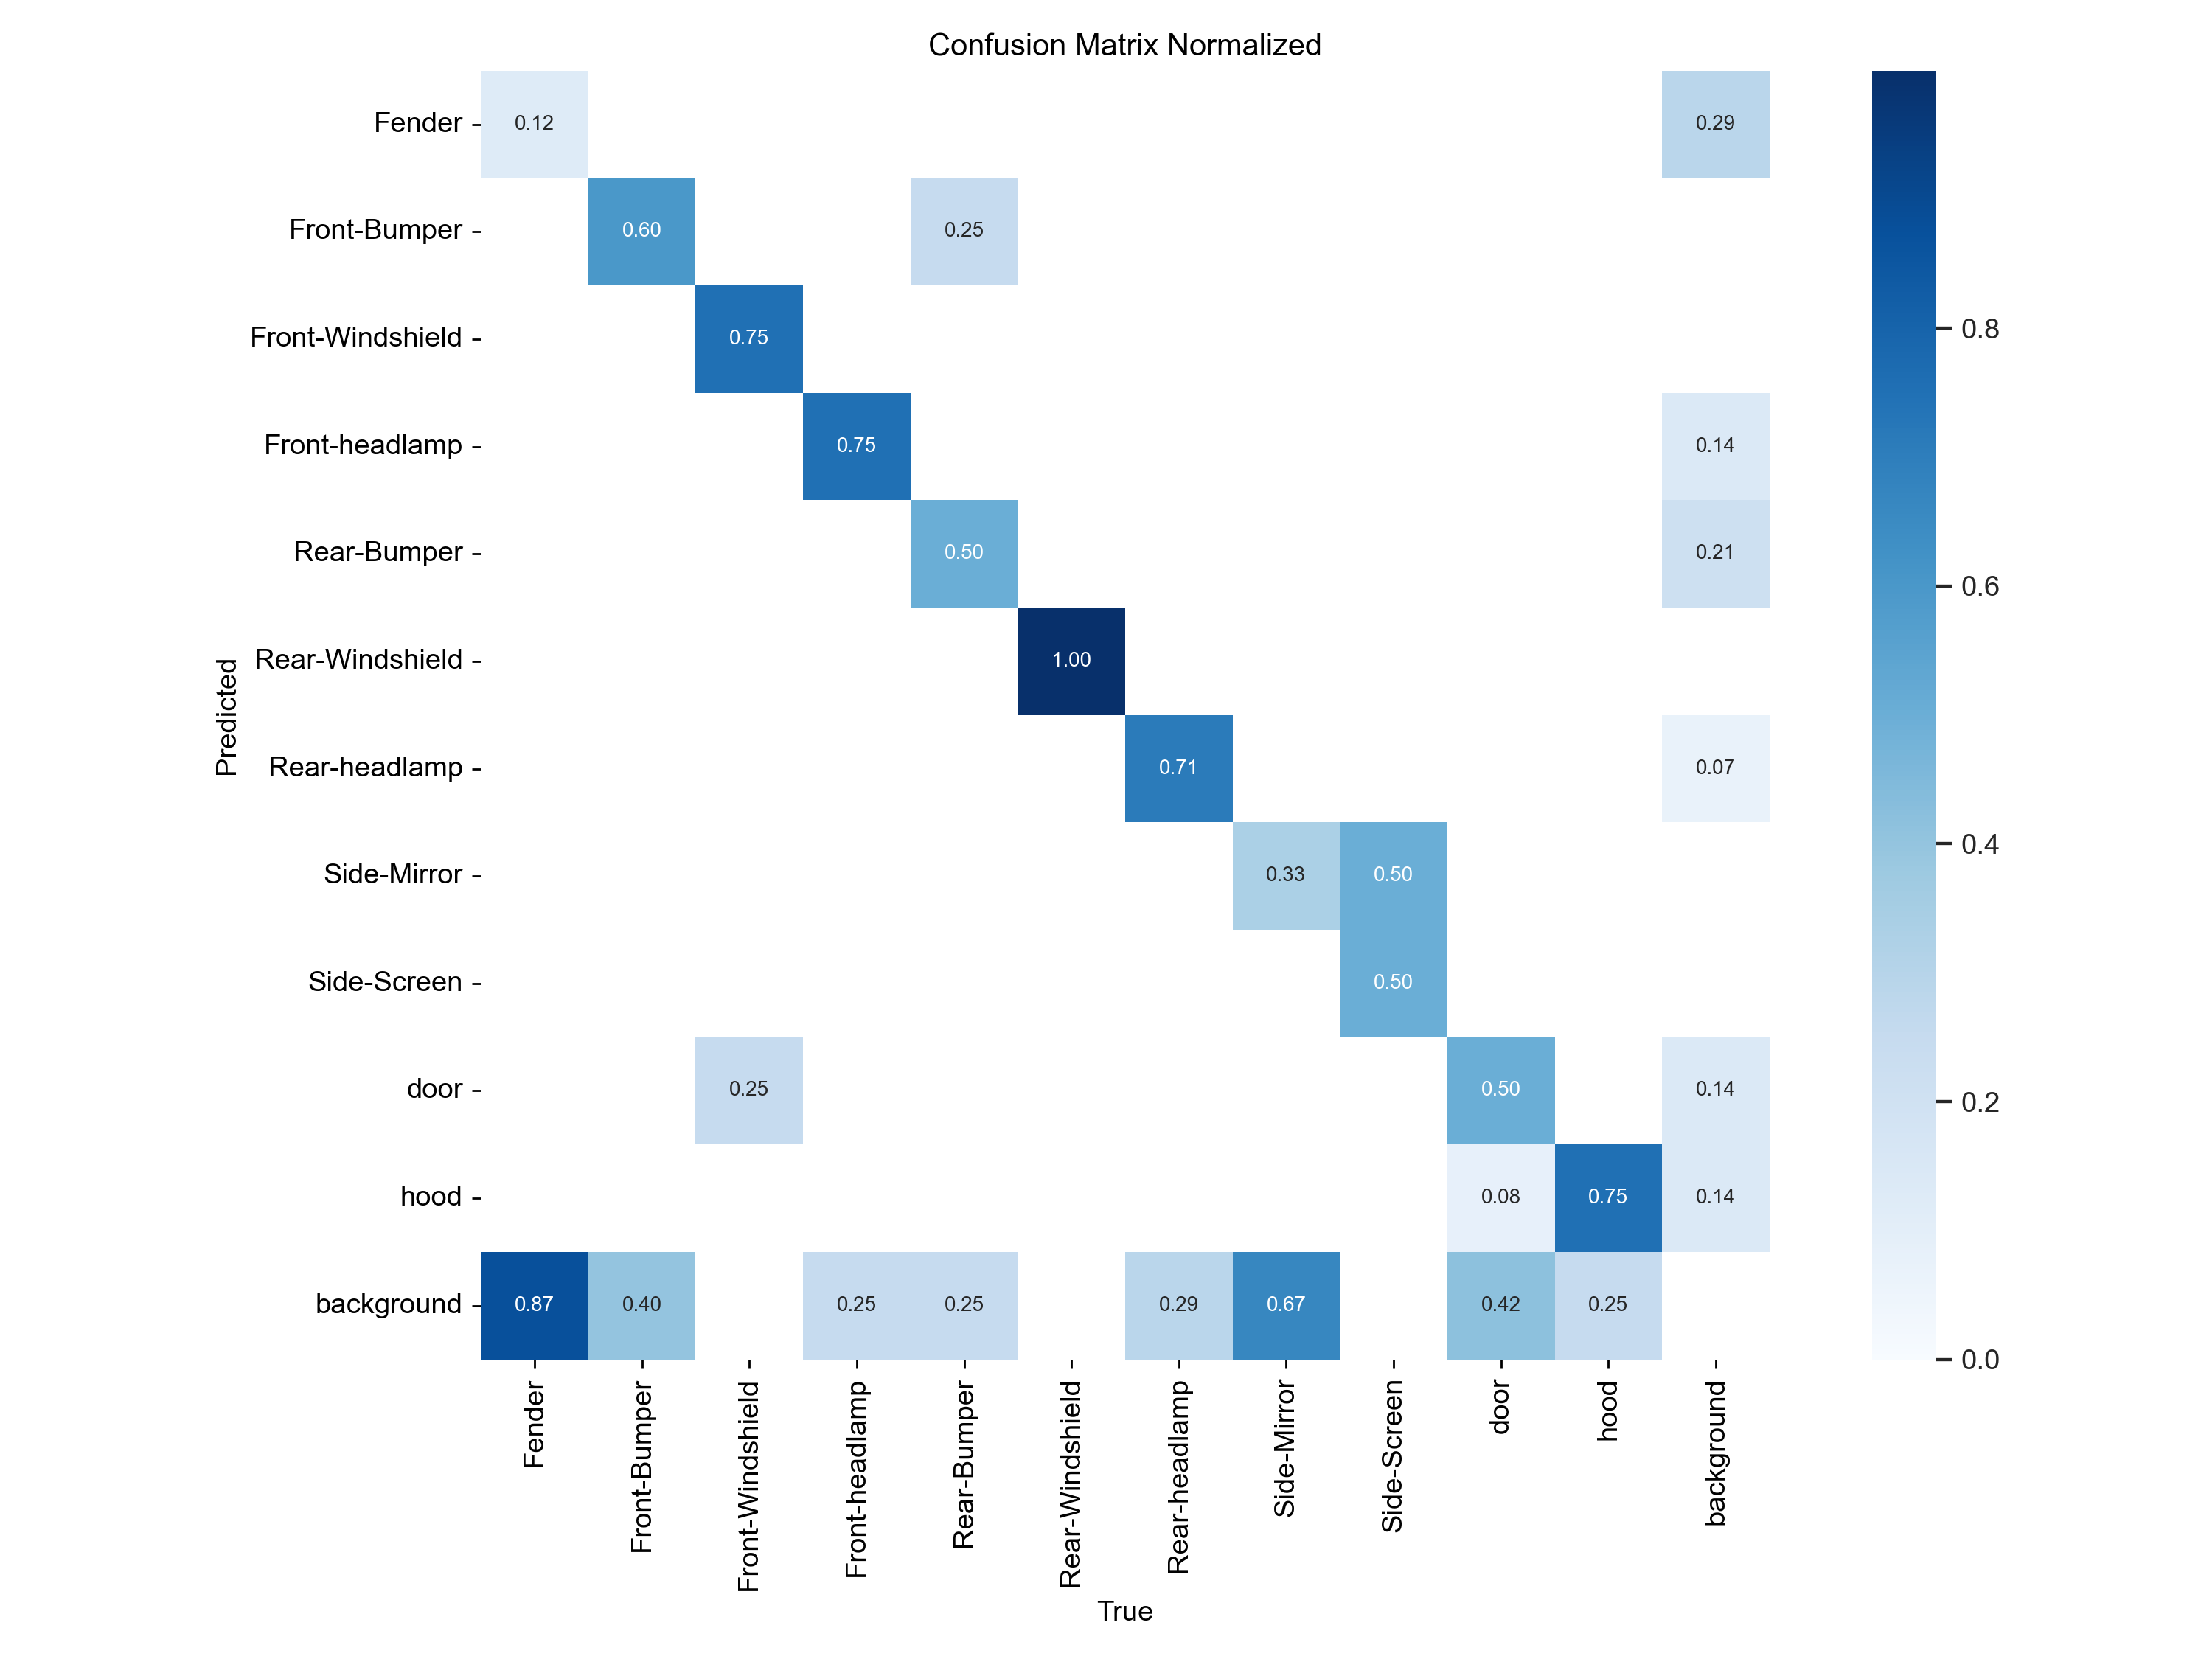 Confusion Matrix Normalized
Fender 0.12 0.29
Front-Bumper 0.60 0.25
Front-Windshield 0.75
0.8
Front-headlamp 0.75 0.14
Rear-Bumper 0.50 0.21
0.6
Rear-Windshield 1.00
Predicted
Rear-headlamp 0.71 0.07
0.4
Side-Mirror 0.33 0.50
Side-Screen 0.50
door 0.25 0.50 0.14
0.2
hood 0.08 0.75 0.14
background 0.87 0.40 0.25 0.25 0.29 0.67 0.42 0.25
0.0
Fender
Front-Bumper
Front-Windshield
Front-headlamp
Rear-Bumper
Rear-Windshield
Rear-headlamp
Side-Mirror
Side-Screen
door
hood
background
True